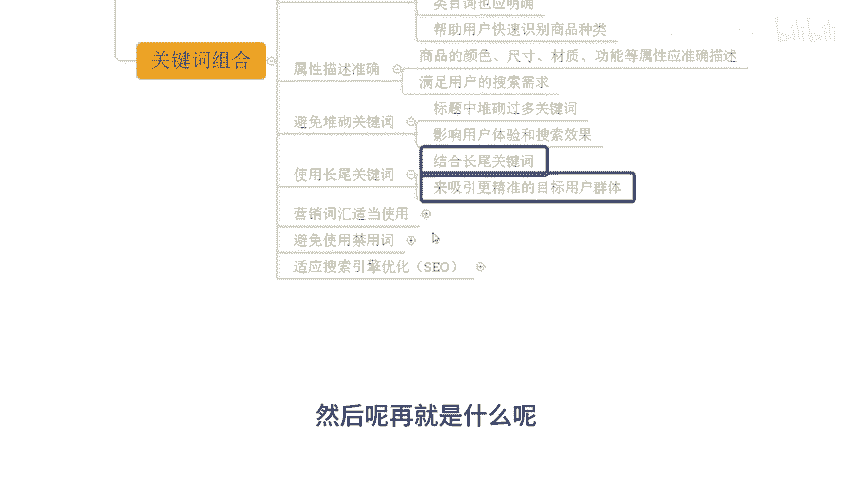 类目词也应明确
帮助用户快速识别商品种类
关键词组合
属性描述准确
商品的颜色、尺寸、材质、功能等属性应准确描述
满足用户的搜索需求
避免堆砌关键词
标题中堆砌过多关键词
影响用户体验和搜索效果
使用长尾关键词
结合长尾关键词
来吸引更精准的目标用户群体
营销词汇适当使用
避免使用禁用词
适应搜索引擎优化（SEO）
然后呢再就是什么呢
bilibili